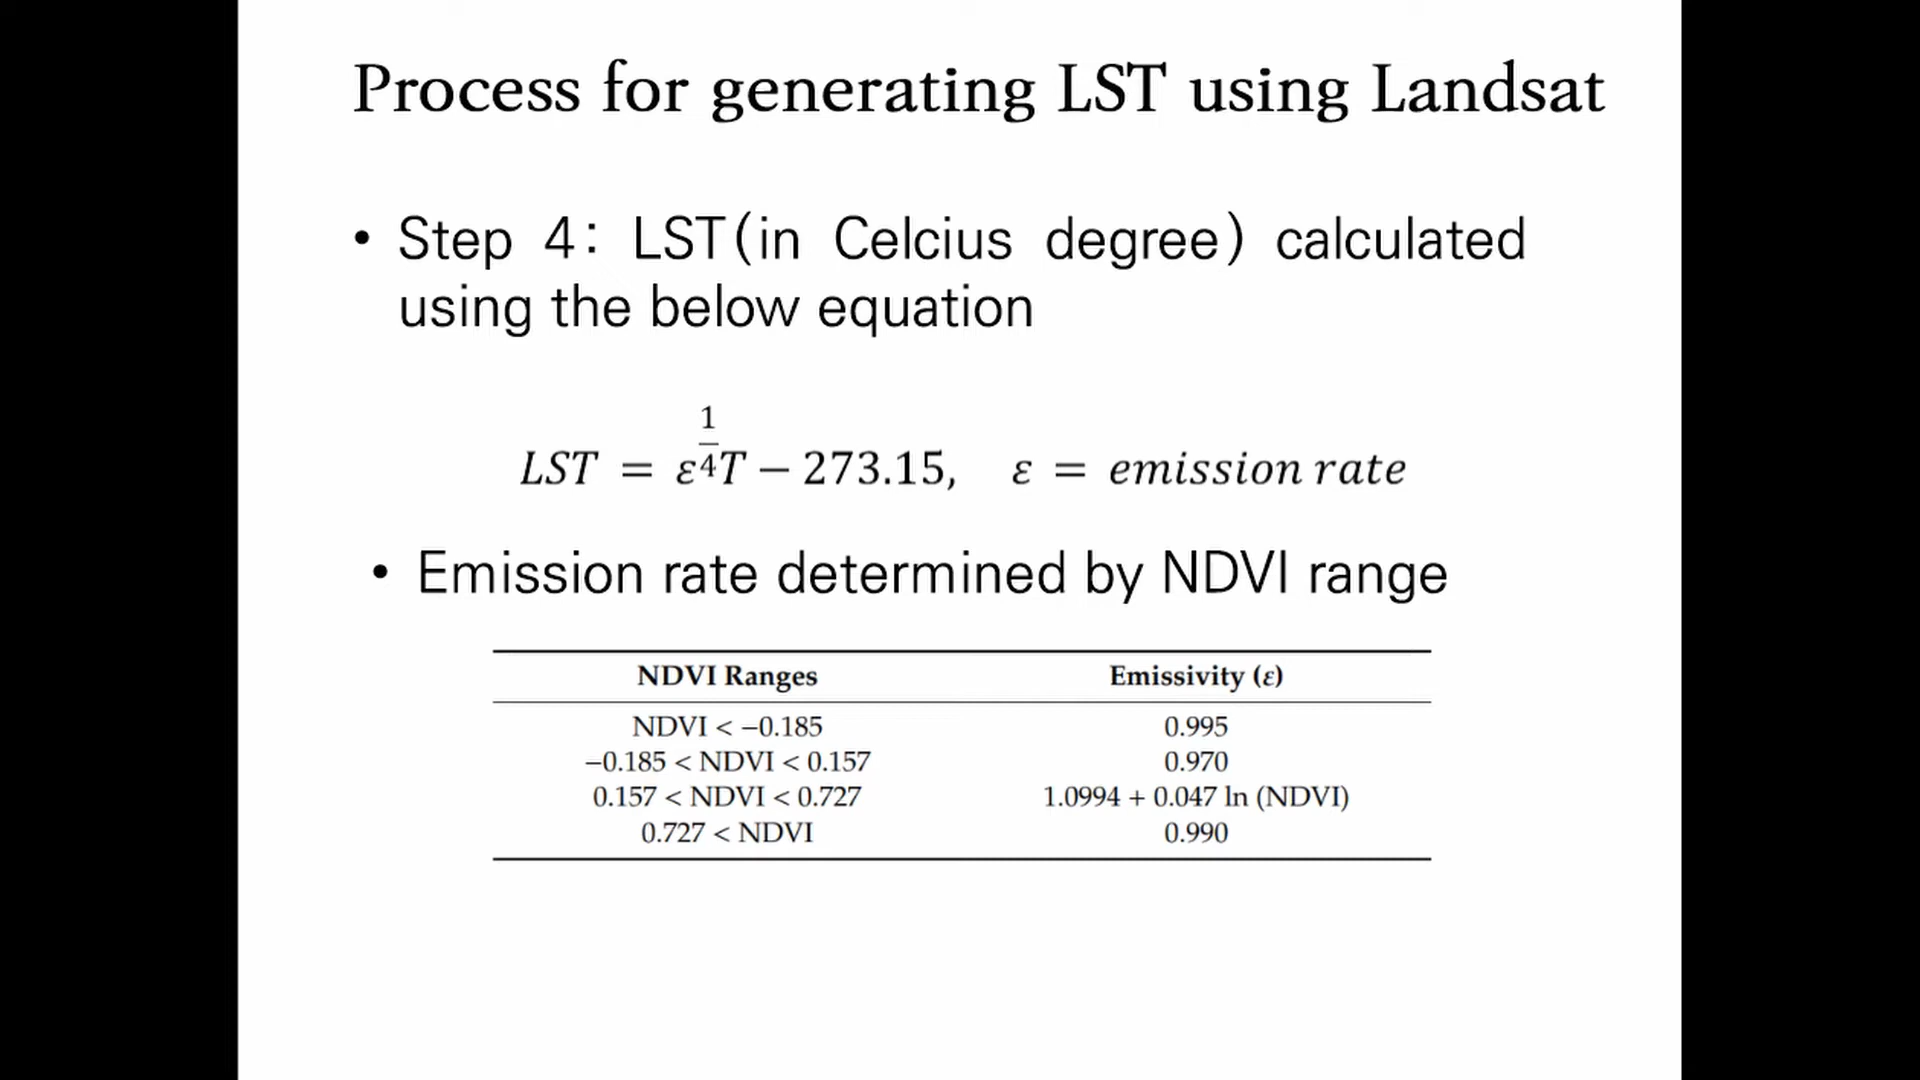 Process for generating LST using Landsat
• Step 4: LST(in Celcius degree) calculated
using the below equation
LST = ε^{1/4}T − 273.15, ε = emission rate
• Emission rate determined by NDVI range
NDVI Ranges Emissivity (ε)
NDVI < −0.185 0.995
−0.185 < NDVI < 0.157 0.970
0.157 < NDVI < 0.727 1.0994 + 0.047 ln (NDVI)
0.727 < NDVI 0.990